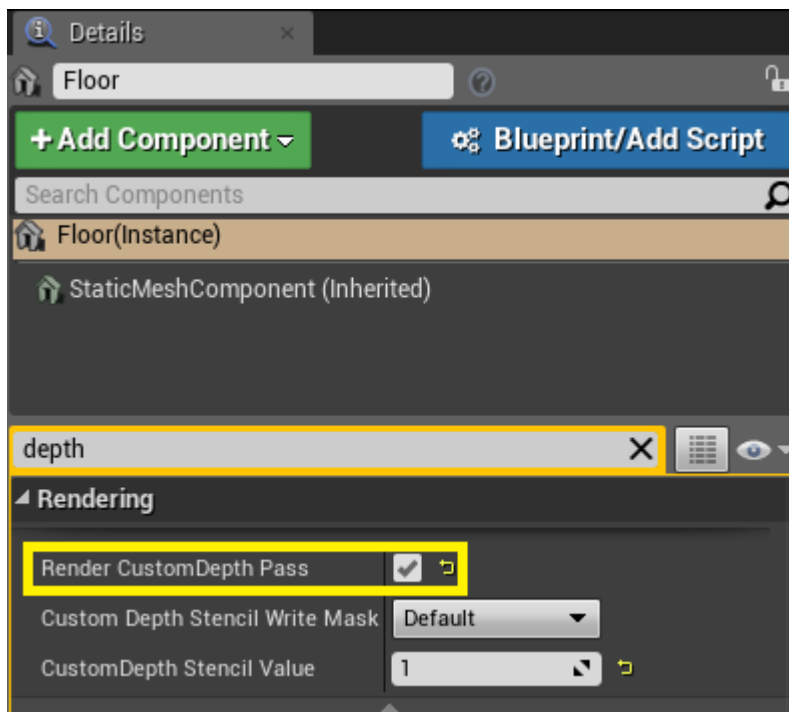 Details
Floor
+ Add Component
Blueprint/Add Script
Search Components
Floor(Instance)
StaticMeshComponent (Inherited)
depth
Rendering
Render CustomDepth Pass
Custom Depth Stencil Write Mask Default
CustomDepth Stencil Value 1